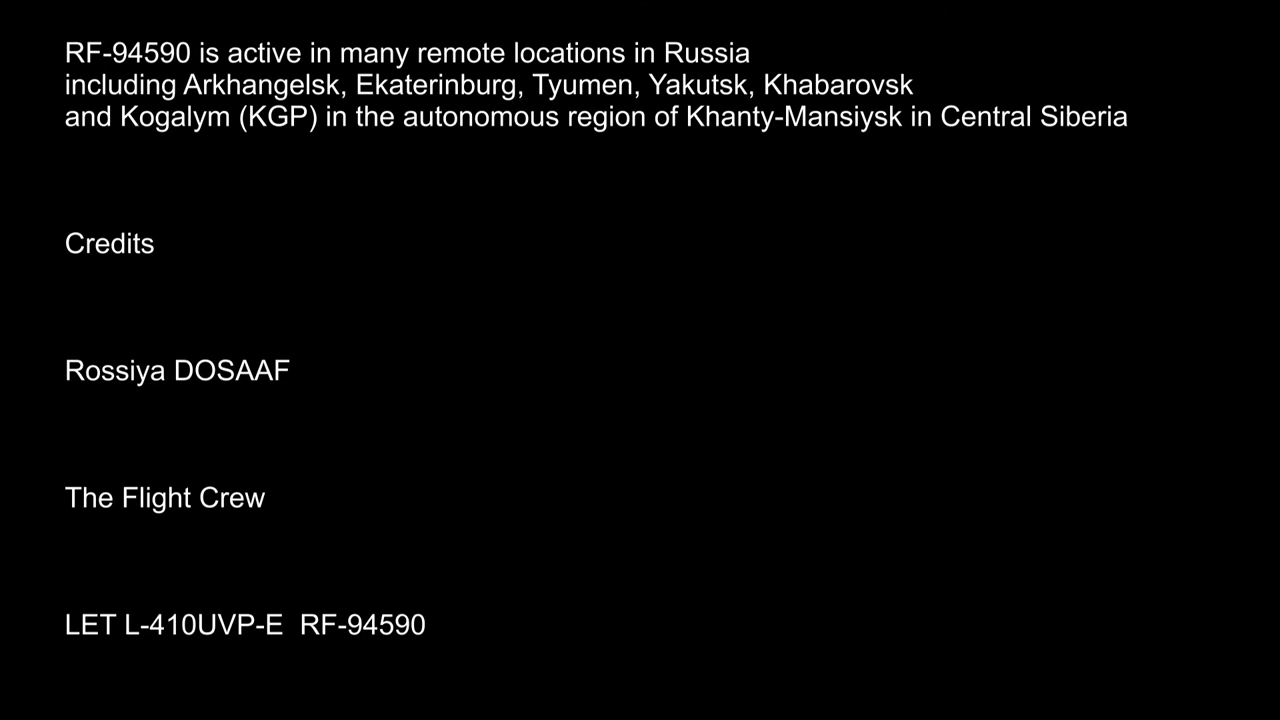 RF-94590 is active in many remote locations in Russia
including Arkhangelsk, Ekaterinburg, Tyumen, Yakutsk, Khabarovsk
and Kogalym (KGP) in the autonomous region of Khanty-Mansiysk in Central Siberia
Credits
Rossiya DOSAAF
The Flight Crew
LET L-410UVP-E  RF-94590